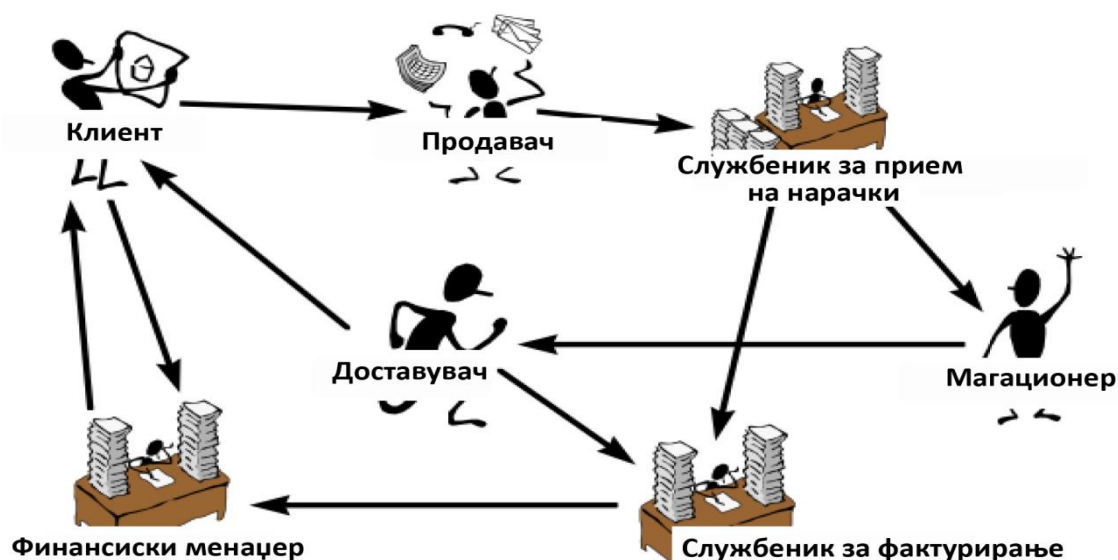 Клиент
Продавач
Службеник за прием
на нарачки
Доставувач
Магационер
Финансиски менаџер
Службеник за фактурирање